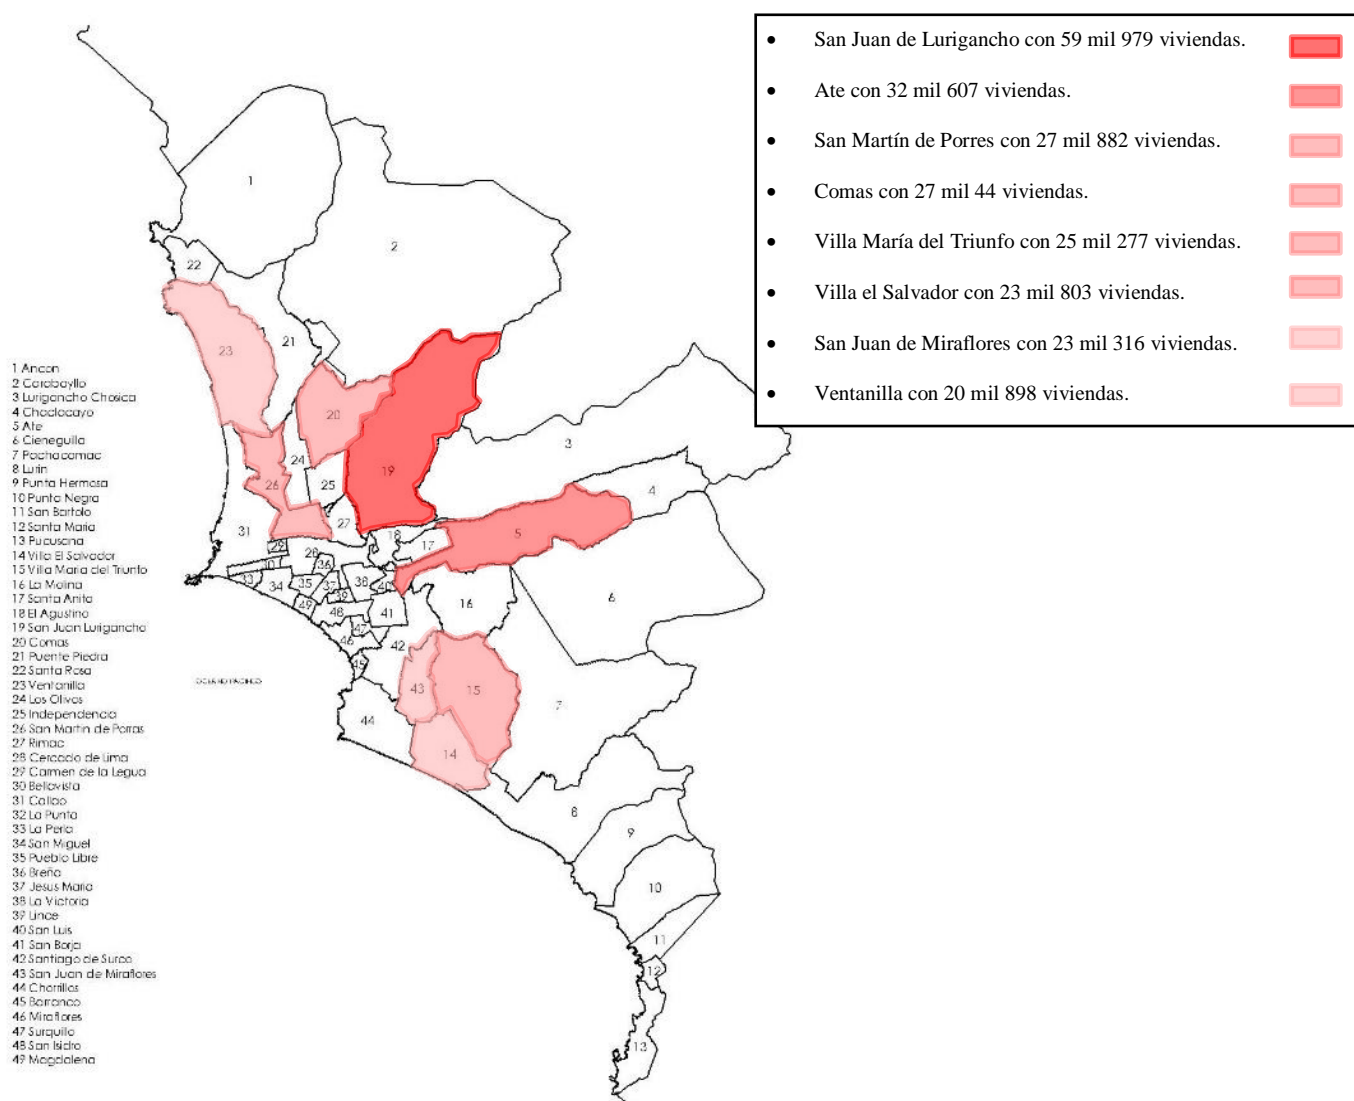 • San Juan de Lurigancho con 59 mil 979 viviendas.
• Ate con 32 mil 607 viviendas.
• San Martín de Porres con 27 mil 882 viviendas.
• Comas con 27 mil 44 viviendas.
• Villa María del Triunfo con 25 mil 277 viviendas.
• Villa el Salvador con 23 mil 803 viviendas.
• San Juan de Miraflores con 23 mil 316 viviendas.
• Ventanilla con 20 mil 898 viviendas.
1
2
22
23
21
20
19
3
4
24
25
26
27
31
5
18
17
29
28
30
36
33
34
35
37
38
40
39
16
6
49
48
41
47
46
42
45
43
15
7
44
14
8
9
10
11
12
13
OCEANO PACIFICO
1 Ancon
2 Carabayllo
3 Lurigancho Chosica
4 Chaclacayo
5 Ate
6 Cieneguilla
7 Pachacamac
8 Lurin
9 Punta Hermosa
10 Punta Negra
11 San Bartolo
12 Santa Maria
13 Pucusana
14 Villa El Salvador
15 Villa Maria del Triunfo
16 La Molina
17 Santa Anita
18 El Agustino
19 San Juan Lurigancho
20 Comas
21 Puente Piedra
22 Santa Rosa
23 Ventanilla
24 Los Olivos
25 Independencia
26 San Martin de Porras
27 Rimac
28 Cercado de Lima
29 Carmen de la Legua
30 Bellavista
31 Callao
32 La Punta
33 La Perla
34 San Miguel
35 Pueblo Libre
36 Breña
37 Jesus Maria
38 La Victoria
39 Lince
40 San Luis
41 San Borja
42 Santiago de Surco
43 San Juan de Miraflores
44 Chorrillos
45 Barranco
46 Miraflores
47 Surquillo
48 San Isidro
49 Magdalena